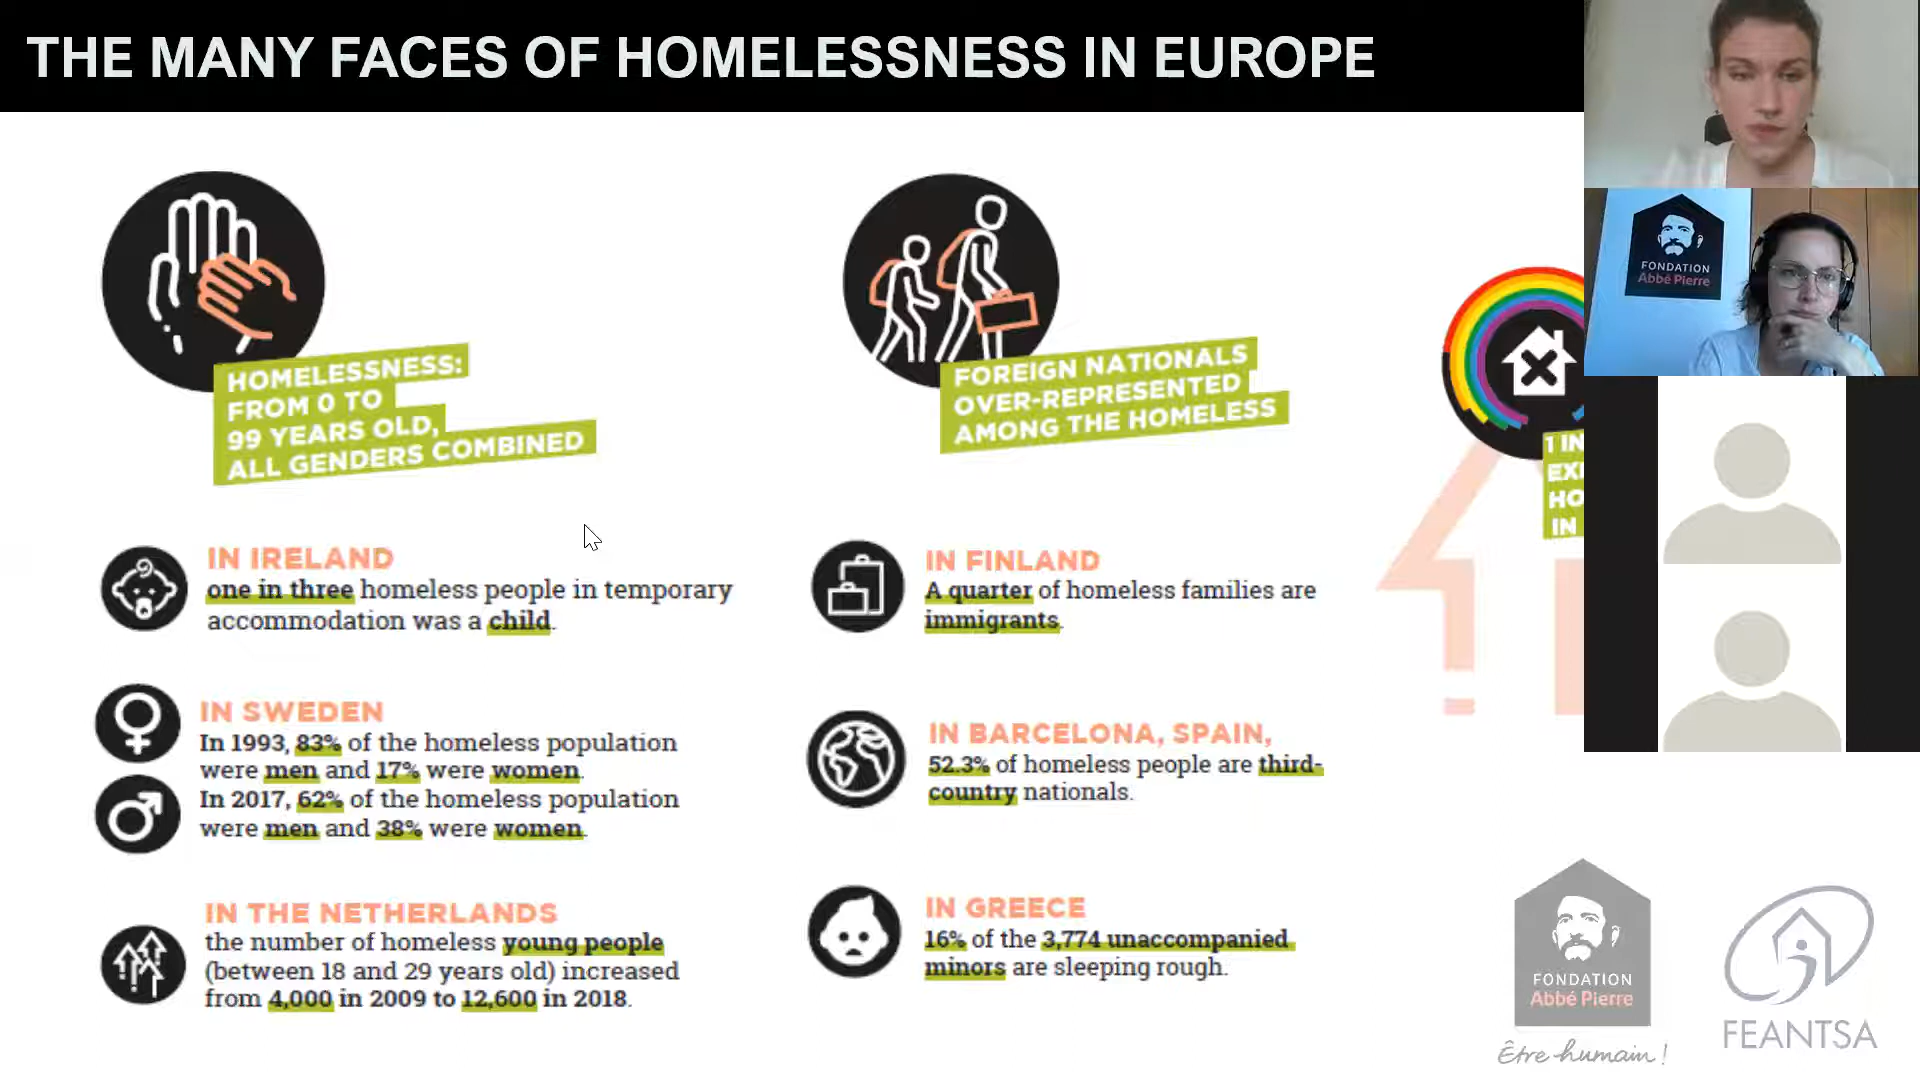 THE MANY FACES OF HOMELESSNESS IN EUROPE
HOMELESSNESS:
FROM 0 TO
99 YEARS OLD,
ALL GENDERS COMBINED
IN IRELAND
one in three homeless people in temporary
accommodation was a child.
IN SWEDEN
In 1993, 83% of the homeless population
were men and 17% were women.
In 2017, 62% of the homeless population
were men and 38% were women.
IN THE NETHERLANDS
the number of homeless young people
(between 18 and 29 years old) increased
from 4,000 in 2009 to 12,600 in 2018.
FOREIGN NATIONALS
OVER-REPRESENTED
AMONG THE HOMELESS
IN FINLAND
A quarter of homeless families are
immigrants.
IN BARCELONA, SPAIN,
52.3% of homeless people are third-
country nationals.
IN GREECE
16% of the 3,774 unaccompanied
minors are sleeping rough.
1 IN
IN
FONDATION
Abbé Pierre
FONDATION
Abbé Pierre
Être humain !
FEANTSA